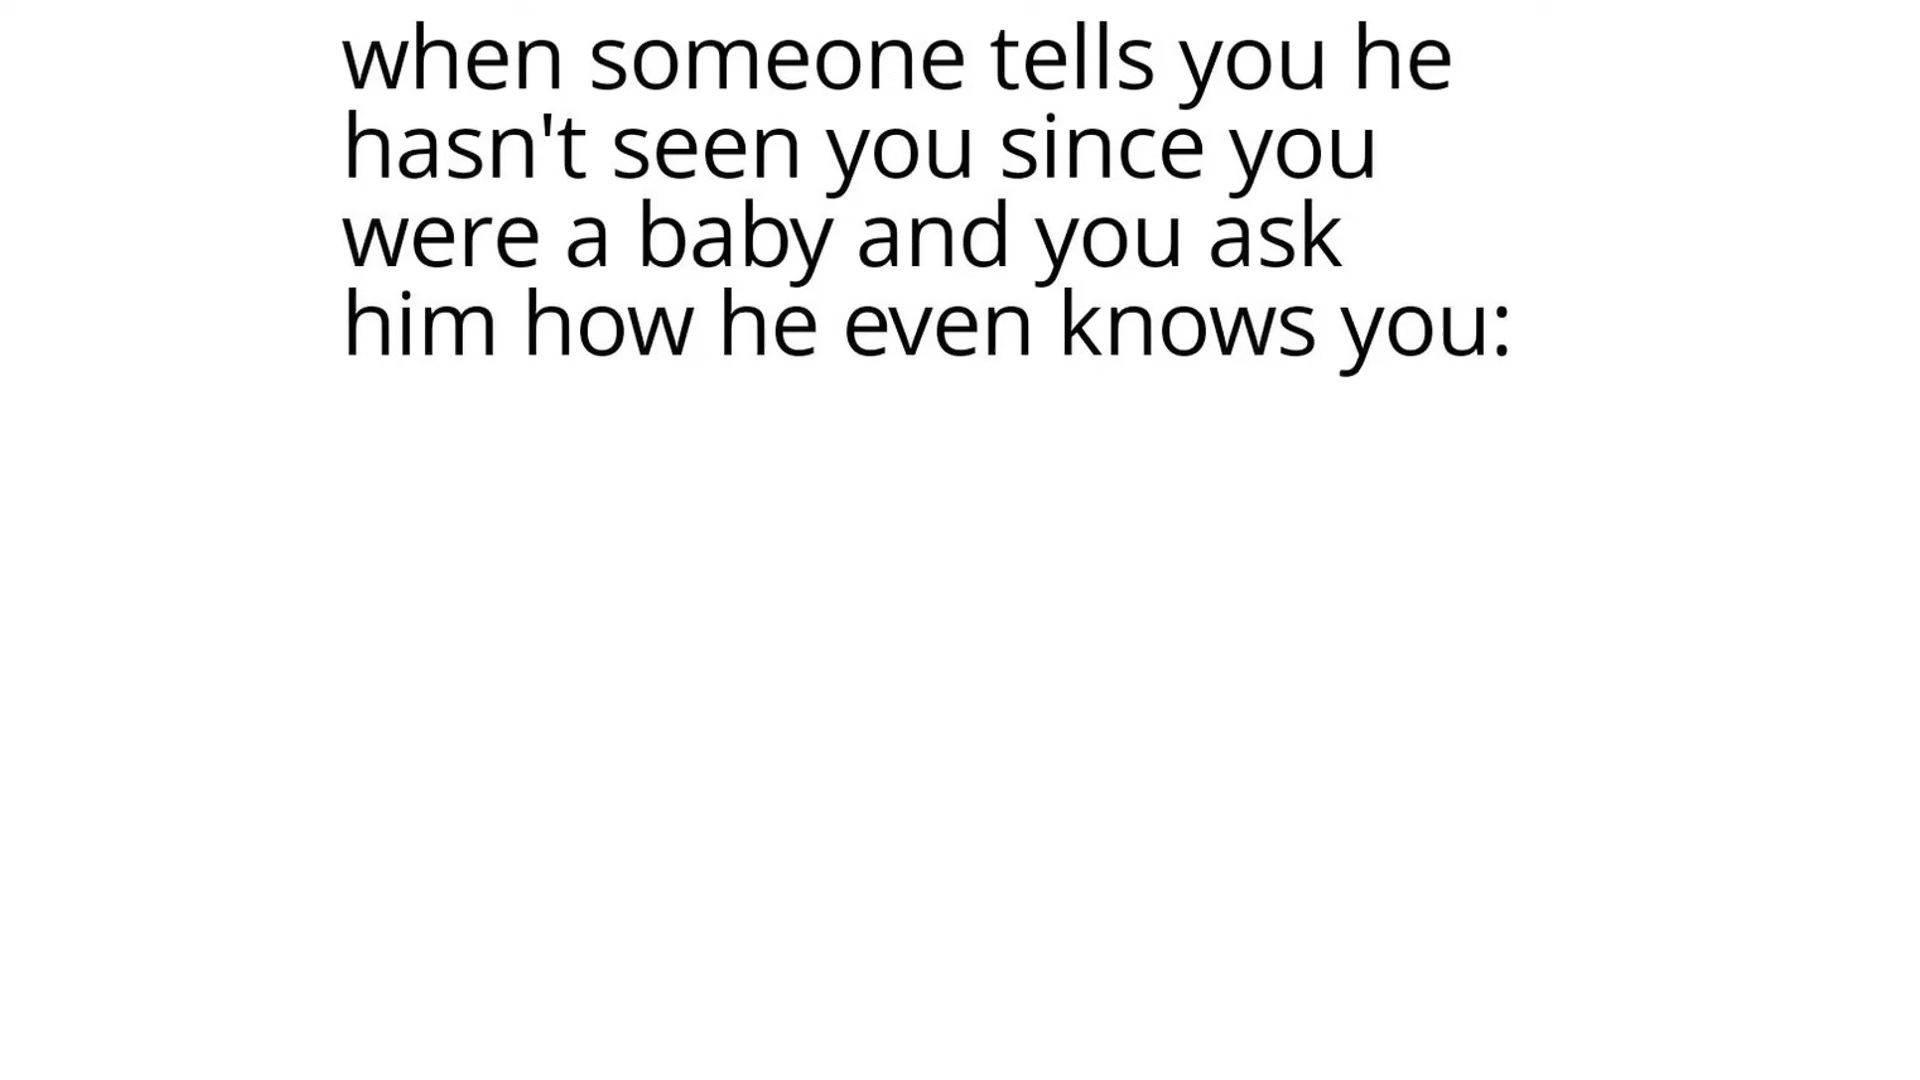 when someone tells you he
hasn't seen you since you
were a baby and you ask
him how he even knows you: